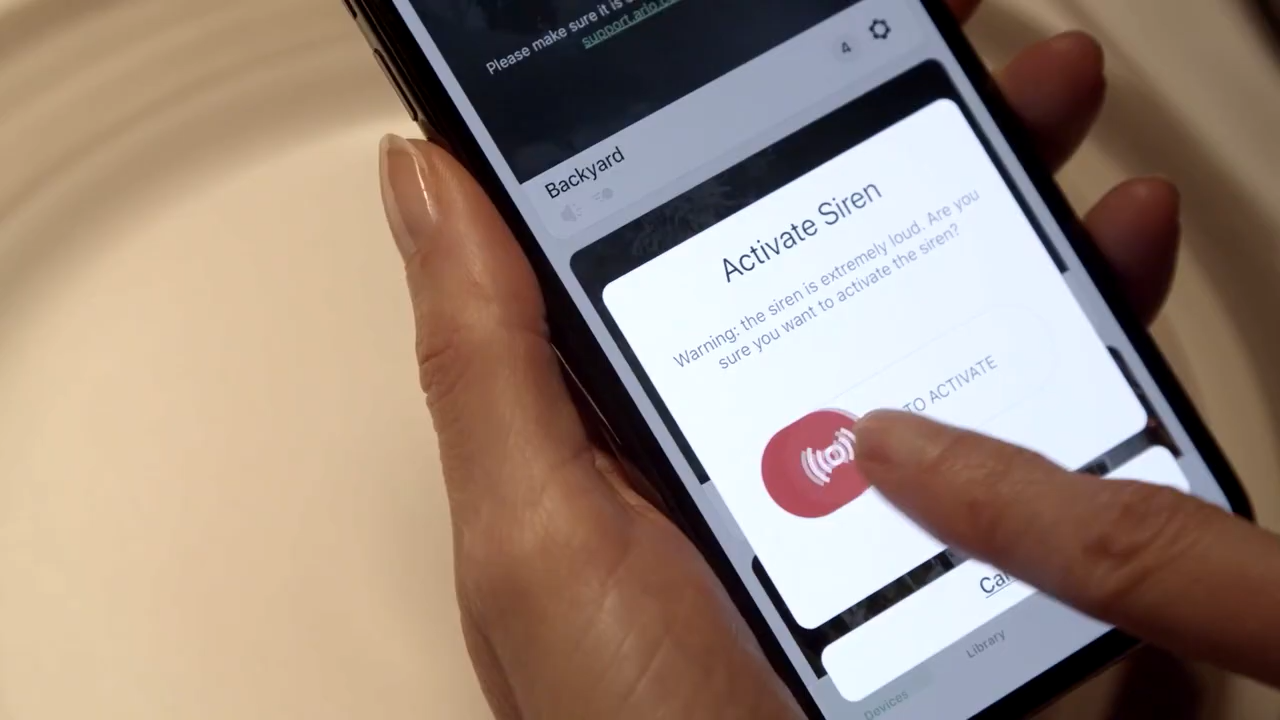 Please make sure it is
support.arlo.c
4
Backyard
Activate Siren
Warning: the siren is extremely loud. Are you
sure you want to activate the siren?
TO ACTIVATE
Library
Devices